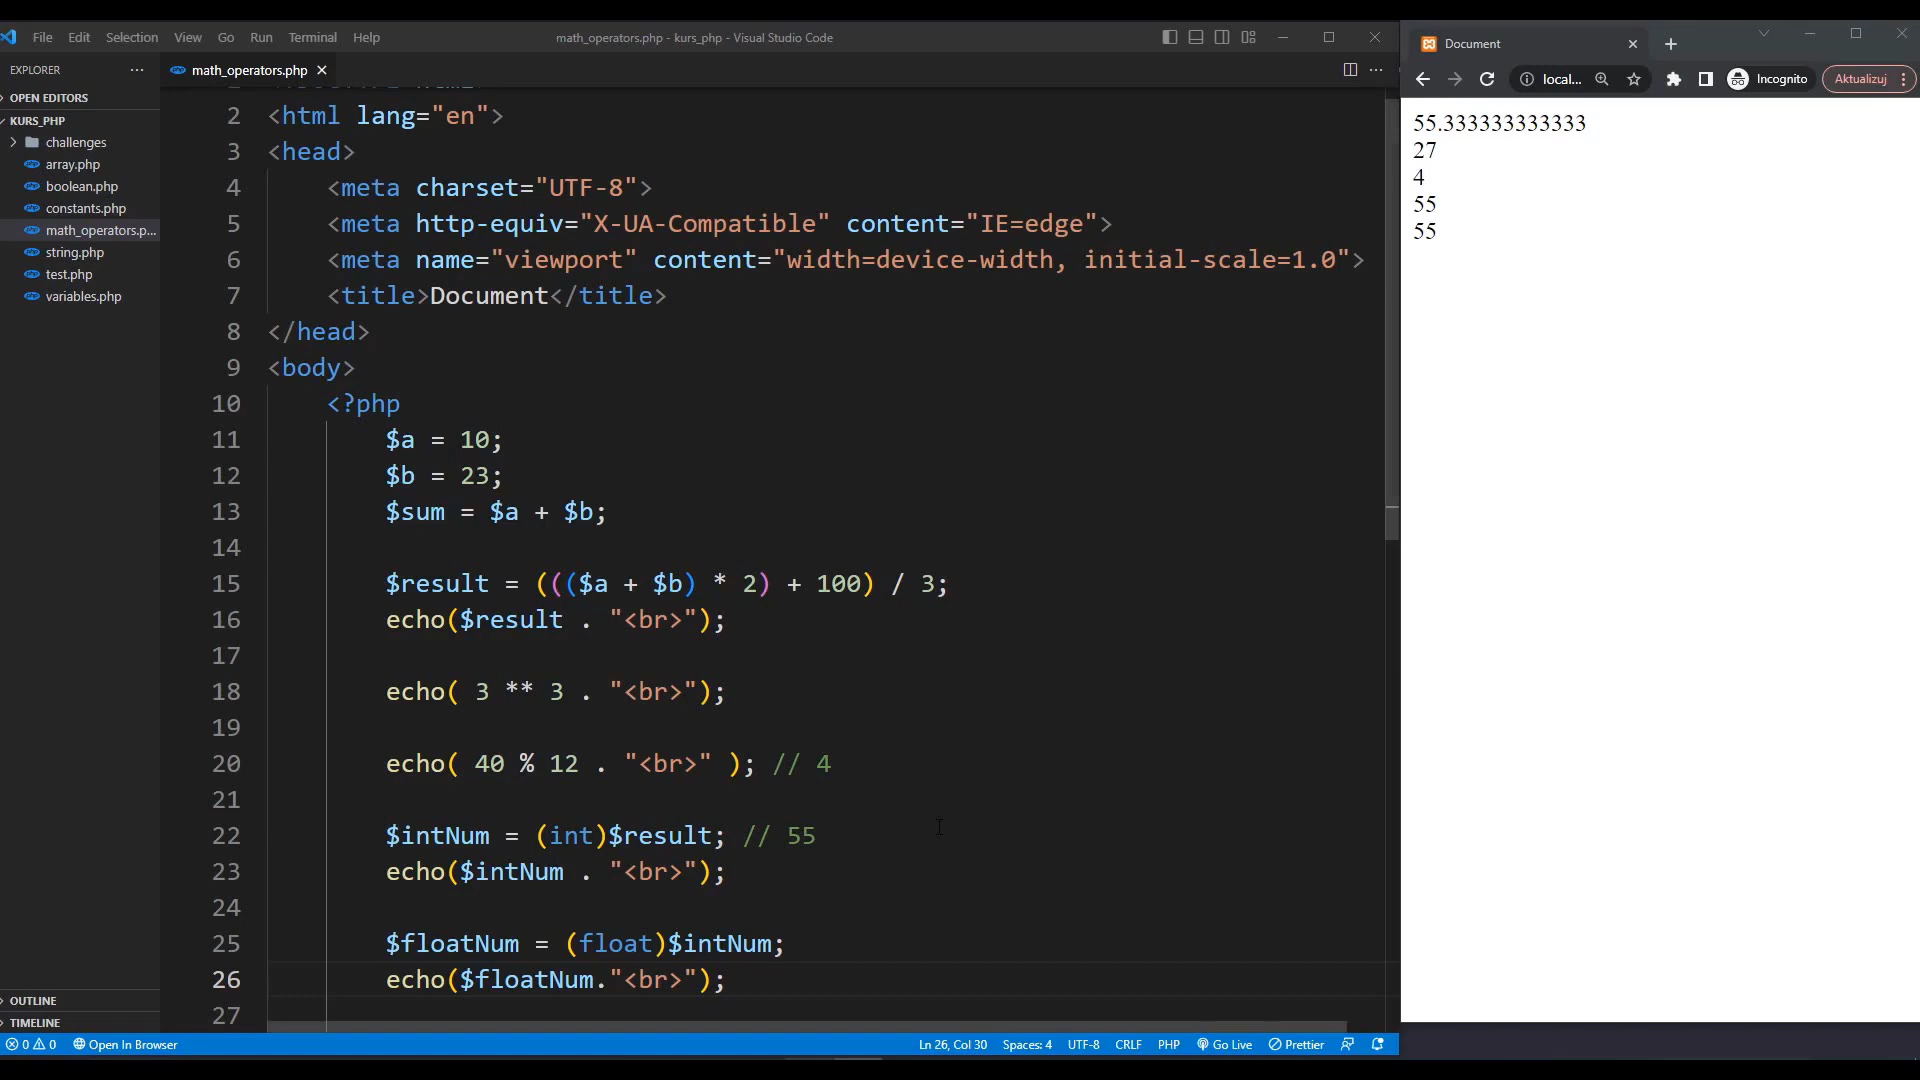 File Edit Selection View Go Run Terminal Help
math_operators.php - kurs_php - Visual Studio Code
EXPLORER
OPEN EDITORS
KURS_PHP
challenges
array.php
boolean.php
constants.php
math_operators.p...
string.php
test.php
variables.php
OUTLINE
TIMELINE
math_operators.php
2 <html lang="en">
3 <head>
4 <meta charset="UTF-8">
5 <meta http-equiv="X-UA-Compatible" content="IE=edge">
6 <meta name="viewport" content="width=device-width, initial-scale=1.0">
7 <title>Document</title>
8 </head>
9 <body>
10 <?php
11 $a = 10;
12 $b = 23;
13 $sum = $a + $b;
14
15 $result = ((($a + $b) * 2) + 100) / 3;
16 echo($result . "<br>");
17
18 echo( 3 ** 3 . "<br>");
19
20 echo( 40 % 12 . "<br>" ); // 4
21
22 $intNum = (int)$result; // 55
23 echo($intNum . "<br>");
24
25 $floatNum = (float)$intNum;
26 echo($floatNum."<br>");
27
0 0 Open In Browser
Ln 26, Col 30 Spaces: 4 UTF-8 CRLF PHP Go Live Prettier
Document
local... Incognito Aktualizuj
55.333333333333
27
4
55
55